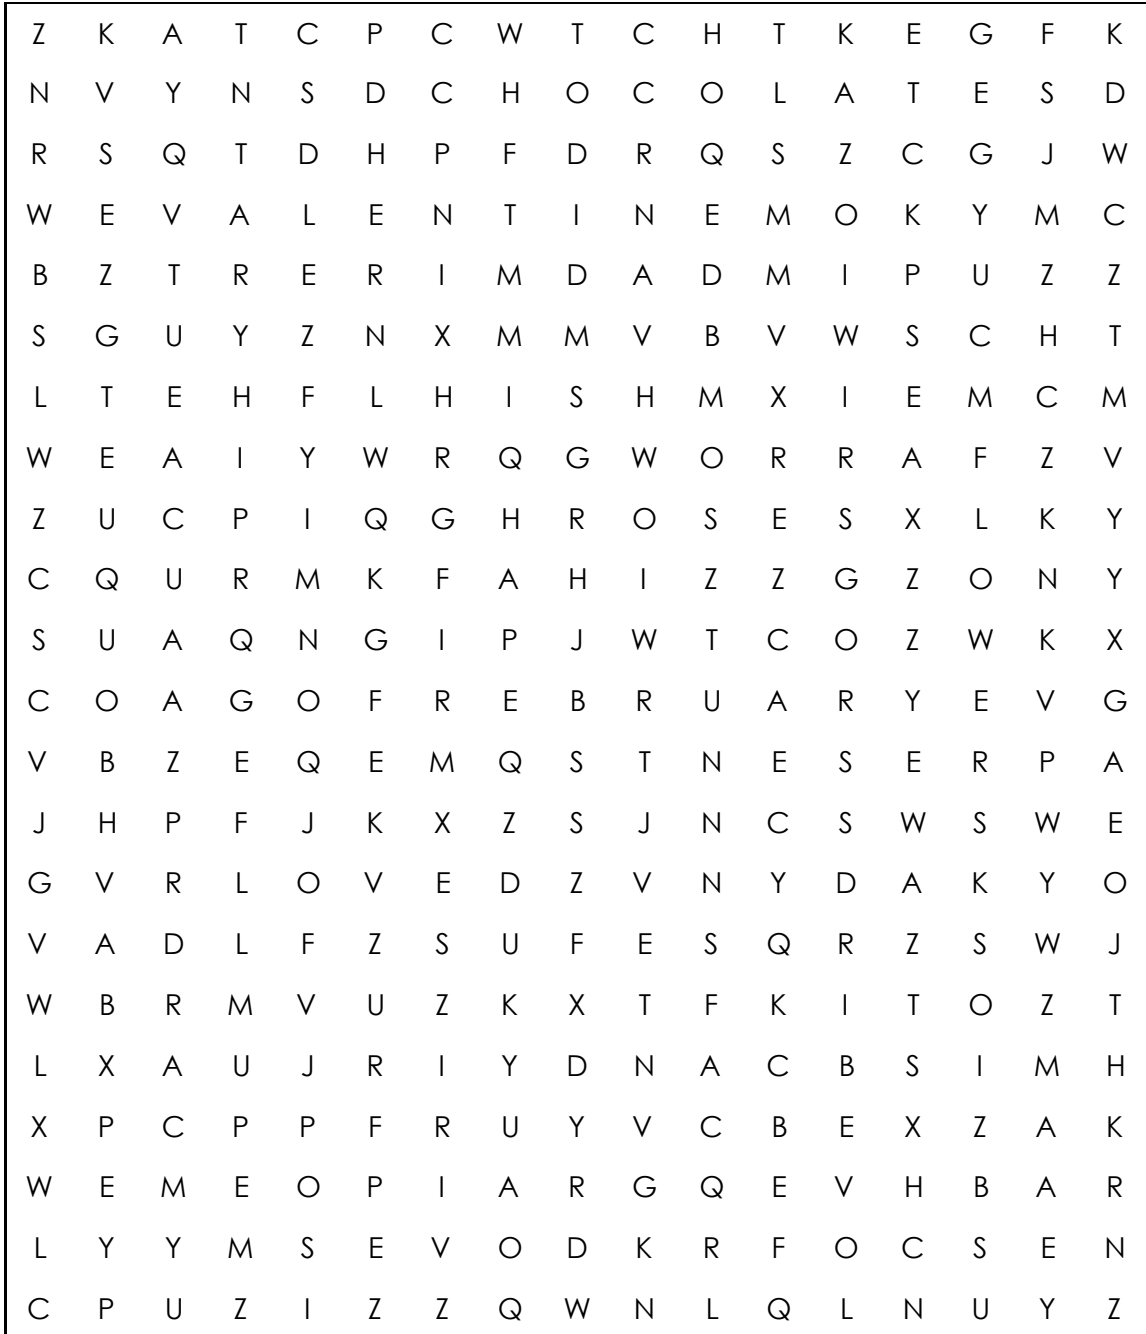 Z K A T C P C W T C H T K E G F K
N V Y N S D C H O C O L A T E S D
R S Q T D H P F D R Q S Z C G J W
W E V A L E N T I N E M O K Y M C
B Z T R E R I M D A D M I P U Z Z
S G U Y Z N X M M V B V W S C H T
L T E H F L H I S H M X I E M C M
W E A I Y W R Q G W O R R A F Z V
Z U C P I Q G H R O S E S X L K Y
C Q U R M K F A H I Z Z G Z O N Y
S U A Q N G I P J W T C O Z W K X
C O A G O F R E B R U A R Y E V G
V B Z E Q E M Q S T N E S E R P A
J H P F J K X Z S J N C S W S W E
G V R L O V E D Z V N Y D A K Y O
V A D L F Z S U F E S Q R Z S W J
W B R M V U Z K X T F K I T O Z T
L X A U J R I Y D N A C B S I M H
X P C P P F R U Y V C B E X Z A K
W E M E O P I A R G Q E V H B A R
L Y Y M S E V O D K R F O C S E N
C P U Z I Z Z Q W N L Q L N U Y Z